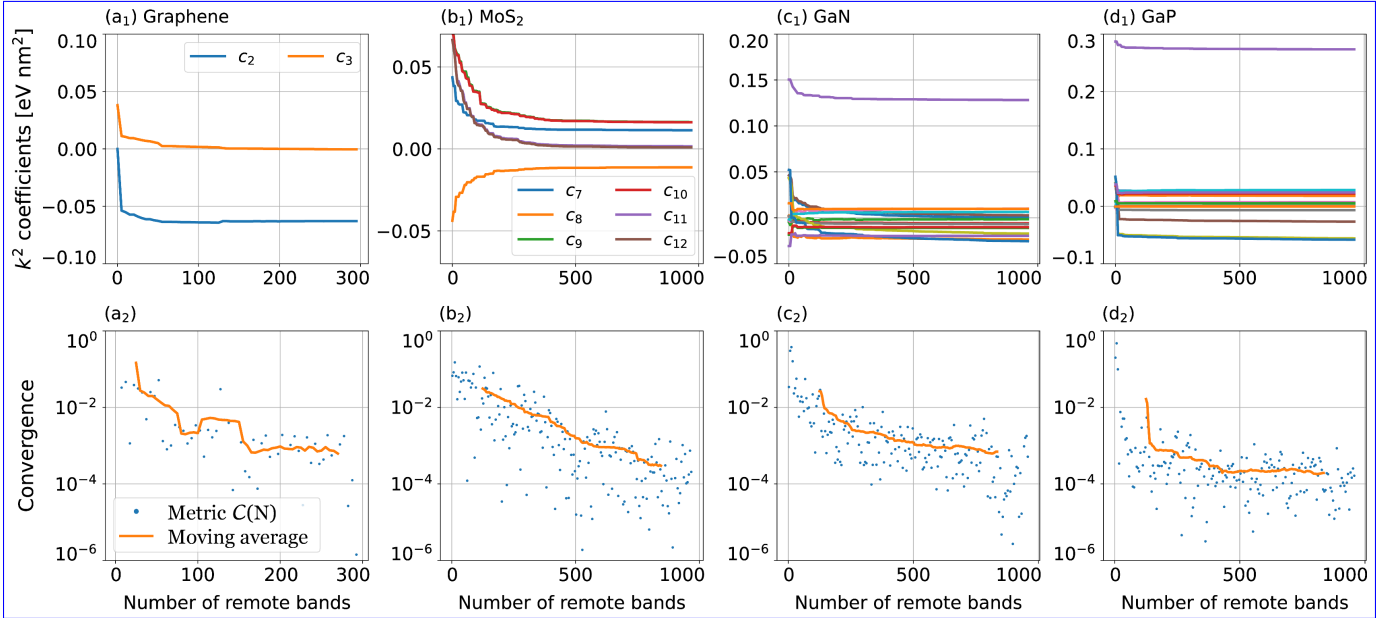 (a₁) Graphene
(b₁) MoS₂
(c₁) GaN
(d₁) GaP
k² coefficients [eV nm²]
0.10
0.05
0.00
−0.05
−0.10
c₂
c₃
0
100
200
300
0.05
0.00
−0.05
c₇
c₁₀
c₈
c₁₁
c₉
c₁₂
0
500
1000
0.20
0.15
0.10
0.05
0.00
−0.05
0
500
1000
0.3
0.2
0.1
0.0
−0.1
0
500
1000
(a₂)
(b₂)
(c₂)
(d₂)
Convergence
10⁰
10⁻²
10⁻⁴
10⁻⁶
Metric C(N)
Moving average
0
100
200
300
Number of remote bands
10⁰
10⁻²
10⁻⁴
10⁻⁶
0
500
1000
Number of remote bands
10⁰
10⁻²
10⁻⁴
10⁻⁶
0
500
1000
Number of remote bands
10⁰
10⁻²
10⁻⁴
10⁻⁶
0
500
1000
Number of remote bands